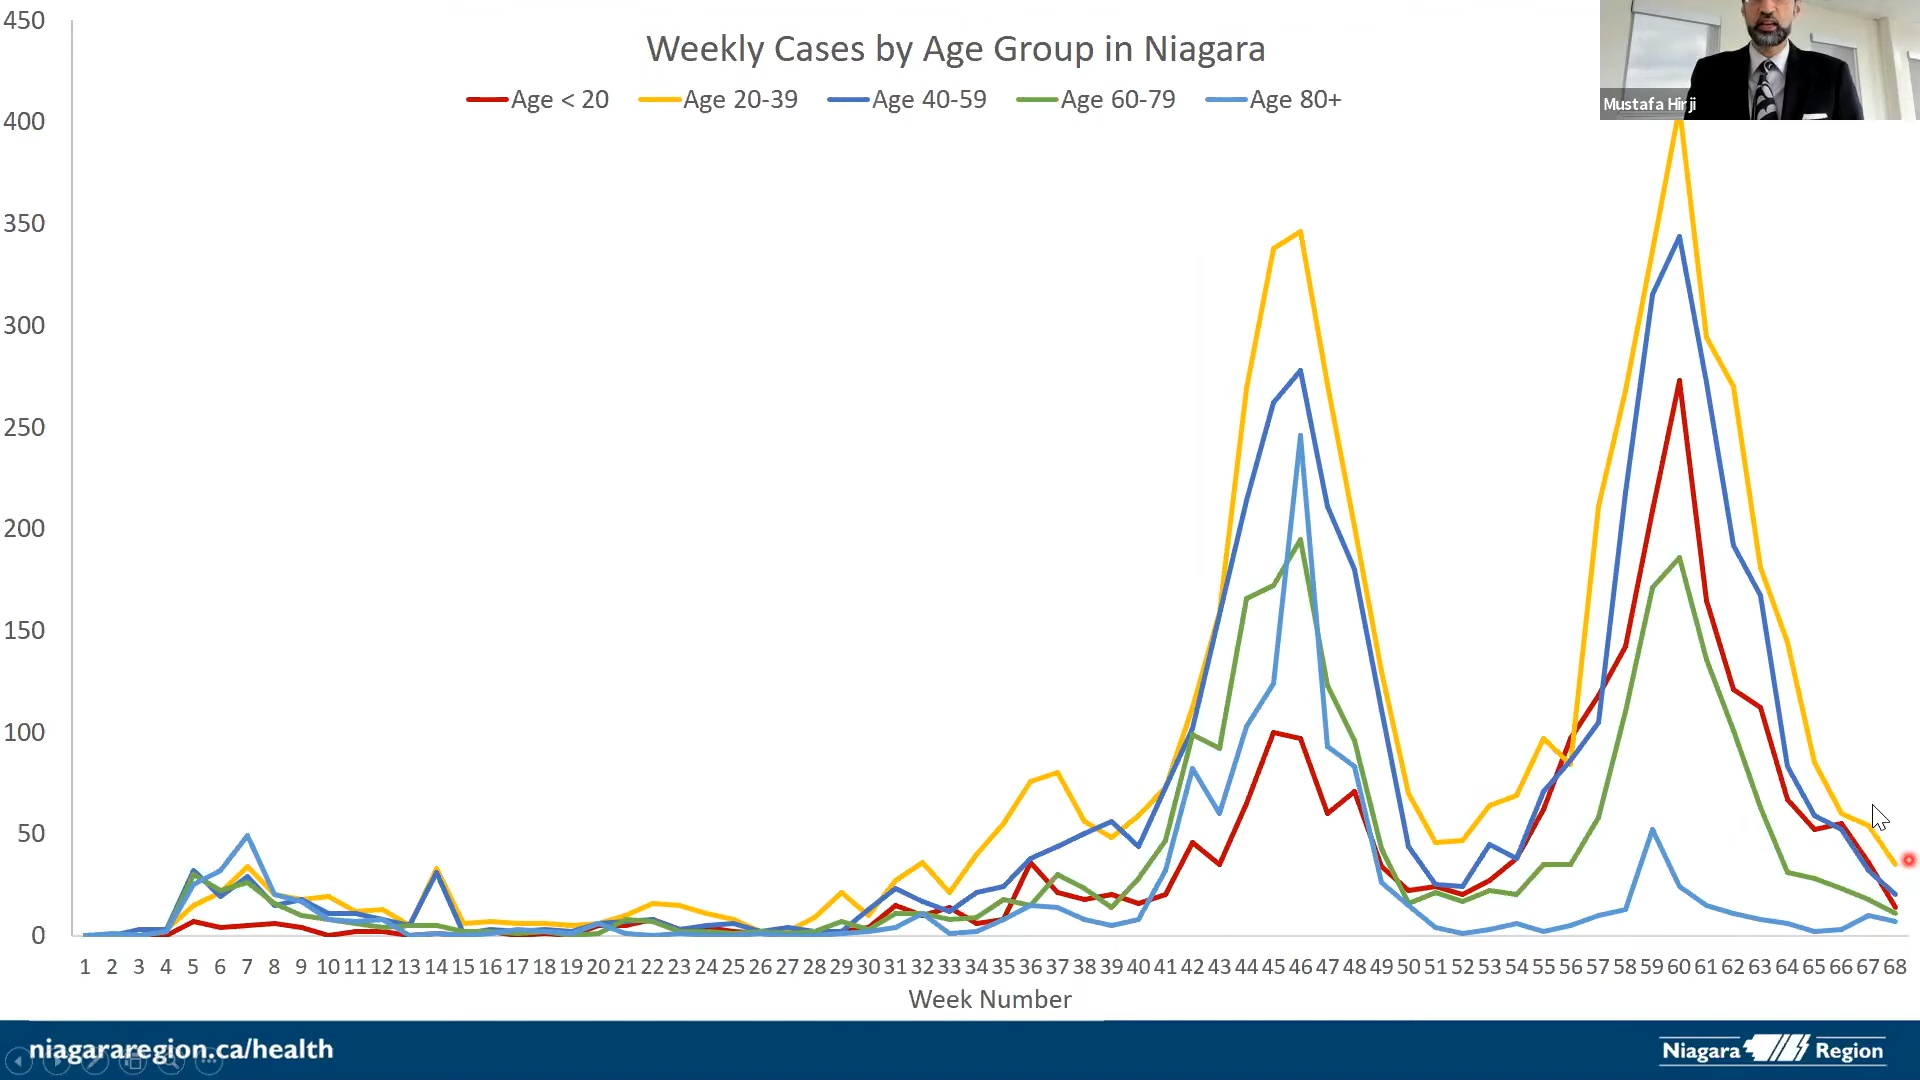 Weekly Cases by Age Group in Niagara
Age < 20 Age 20-39 Age 40-59 Age 60-79 Age 80+
Mustafa Hirji
450
400
350
300
250
200
150
100
50
0
1 2 3 4 5 6 7 8 9 10 11 12 13 14 15 16 17 18 19 20 21 22 23 24 25 26 27 28 29 30 31 32 33 34 35 36 37 38 39 40 41 42 43 44 45 46 47 48 49 50 51 52 53 54 55 56 57 58 59 60 61 62 63 64 65 66 67 68
Week Number
niagararegion.ca/health
Niagara Region